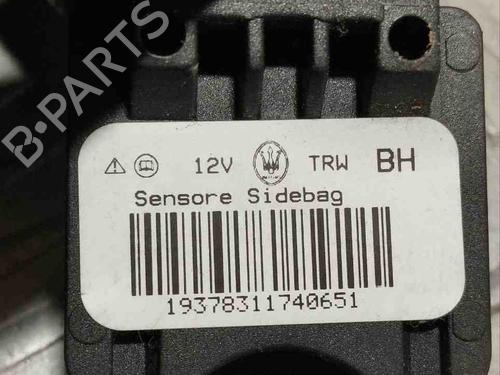 B-PARTS
12V TRW BH
Sensore Sidebag
19378311740651